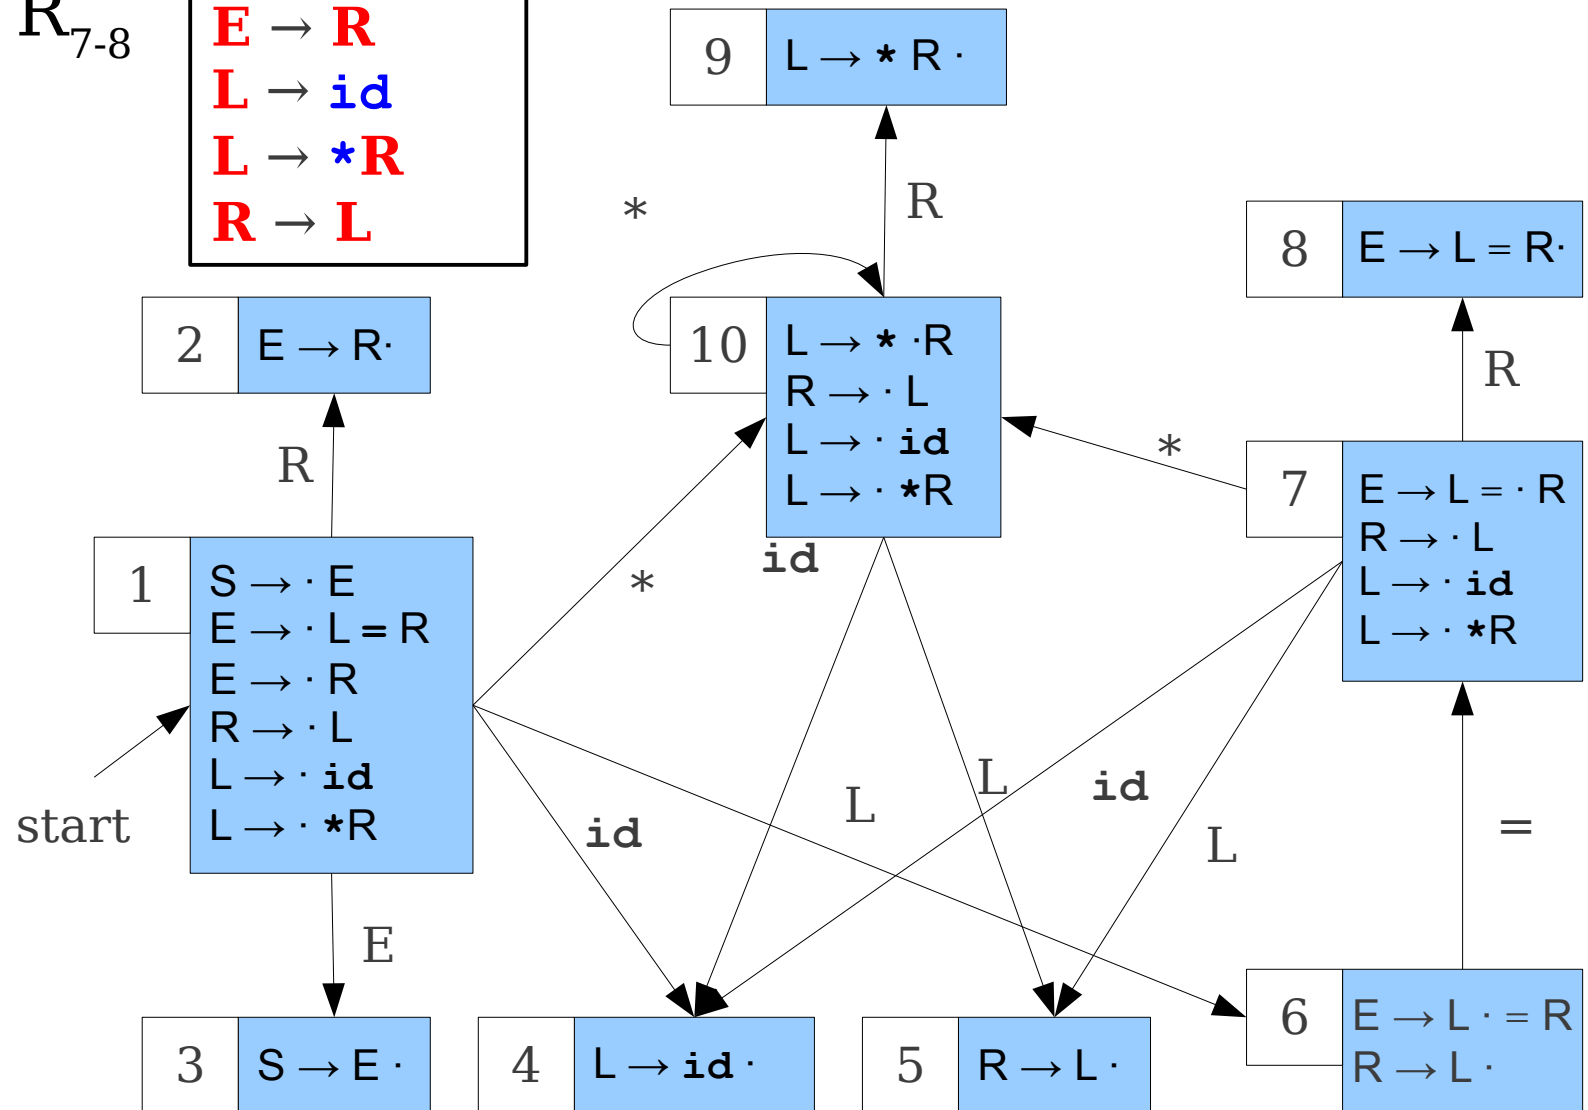 R7-8
E → R
L → id
L → *R
R → L
9
L → * R ·
*
R
8
E → L = R·
2
E → R·
10
L → * ·R
R → · L
L → · id
L → · *R
R
R
*
7
E → L = · R
R → · L
L → · id
L → · *R
1
S → · E
E → · L = R
E → · R
R → · L
L → · id
L → · *R
*
id
start
id
L
L
id
L
=
E
3
S → E ·
4
L → id ·
5
R → L ·
6
E → L · = R
R → L ·